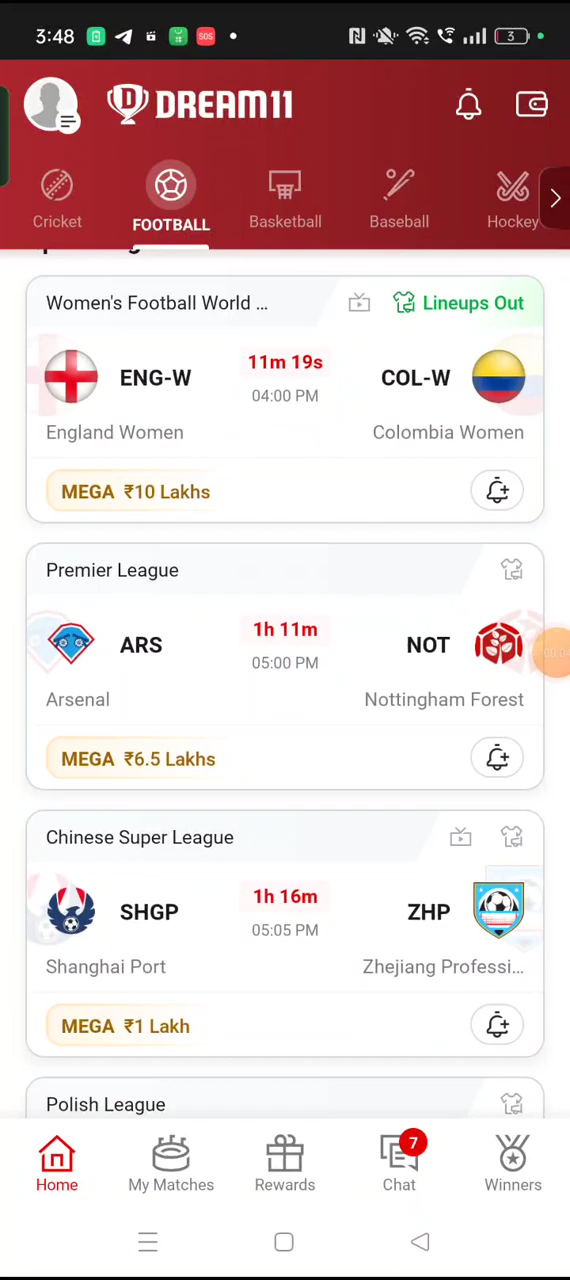 3:48
SOS
3
DREAM11
Cricket
FOOTBALL
Basketball
Baseball
Hockey
Women's Football World ...
Lineups Out
ENG-W
11m 19s
COL-W
04:00 PM
England Women
Colombia Women
MEGA ₹10 Lakhs
Premier League
ARS
1h 11m
NOT
05:00 PM
Arsenal
Nottingham Forest
MEGA ₹6.5 Lakhs
Chinese Super League
SHGP
1h 16m
ZHP
05:05 PM
Shanghai Port
Zhejiang Professi...
MEGA ₹1 Lakh
Polish League
7
Home
My Matches
Rewards
Chat
Winners